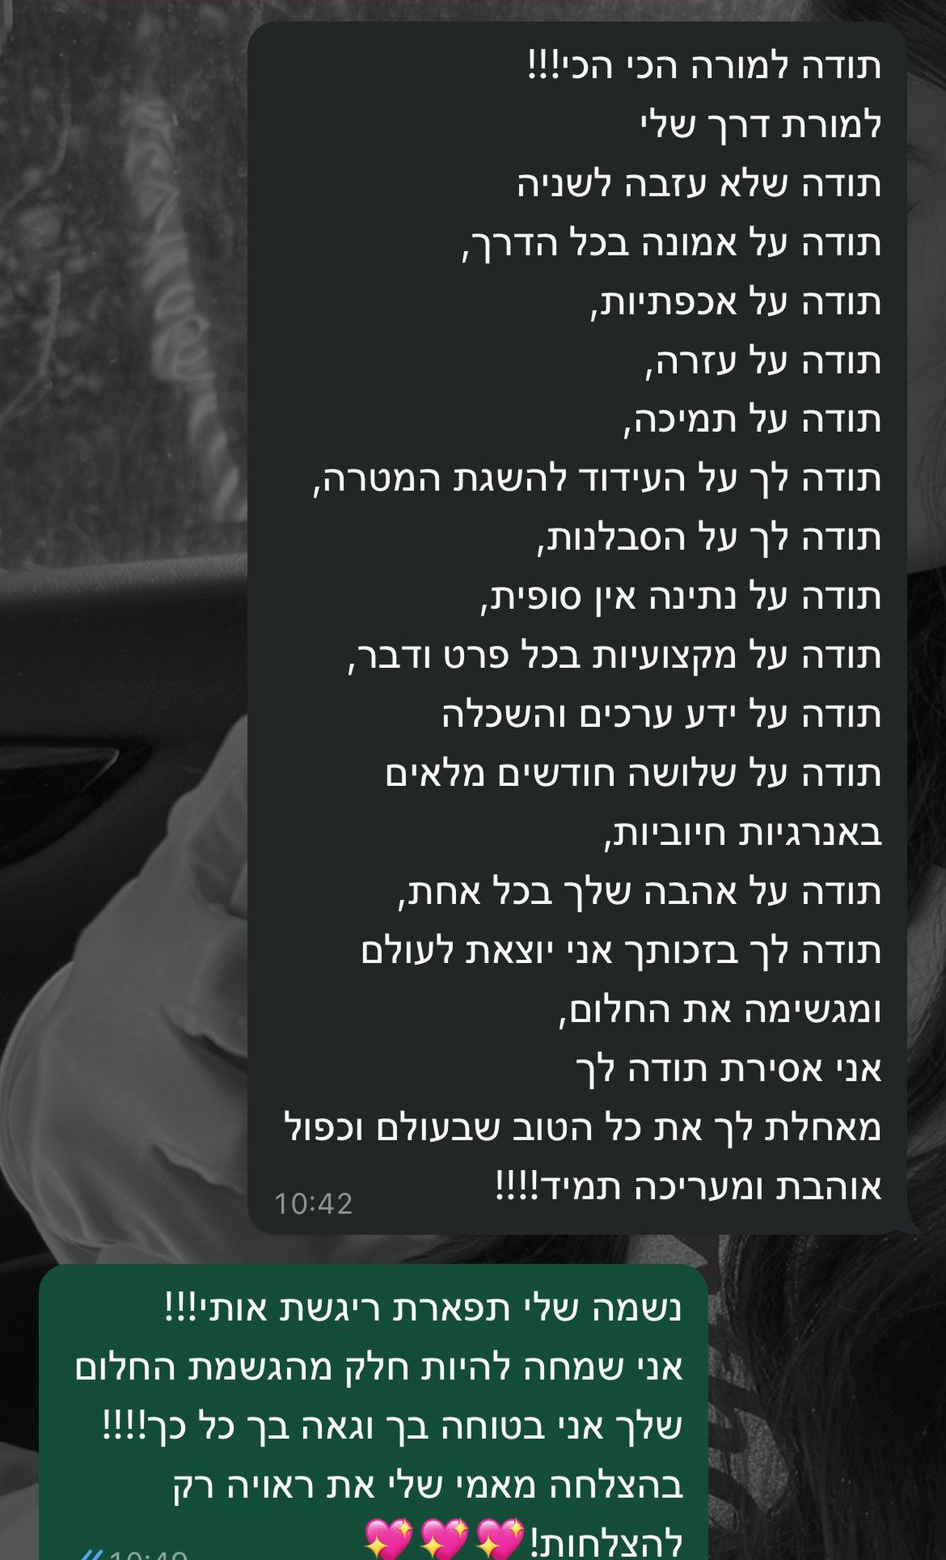 תודה למורה הכי הכי!!!
למורת דרך שלי
תודה שלא עזבה לשניה
תודה על אמונה בכל הדרך,
תודה על אכפתיות,
תודה על עזרה,
תודה על תמיכה,
תודה לך על העידוד להשגת המטרה,
תודה לך על הסבלנות,
תודה על נתינה אין סופית,
תודה על מקצועיות בכל פרט ודבר,
תודה על ידע ערכים והשכלה
תודה על שלושה חודשים מלאים
באנרגיות חיוביות,
תודה על אהבה שלך בכל אחת,
תודה לך בזכותך אני יוצאת לעולם
ומגשימה את החלום,
אני אסירת תודה לך
מאחלת לך את כל הטוב שבעולם וכפול
אוהבת ומעריכה תמיד!!!!
10:42
נשמה שלי תפארת ריגשת אותי!!!
אני שמחה להיות חלק מהגשמת החלום
שלך אני בטוחה בך וגאה בך כל כך!!!!
בהצלחה מאמי שלי את ראויה רק
להצלחות!💖💖💖